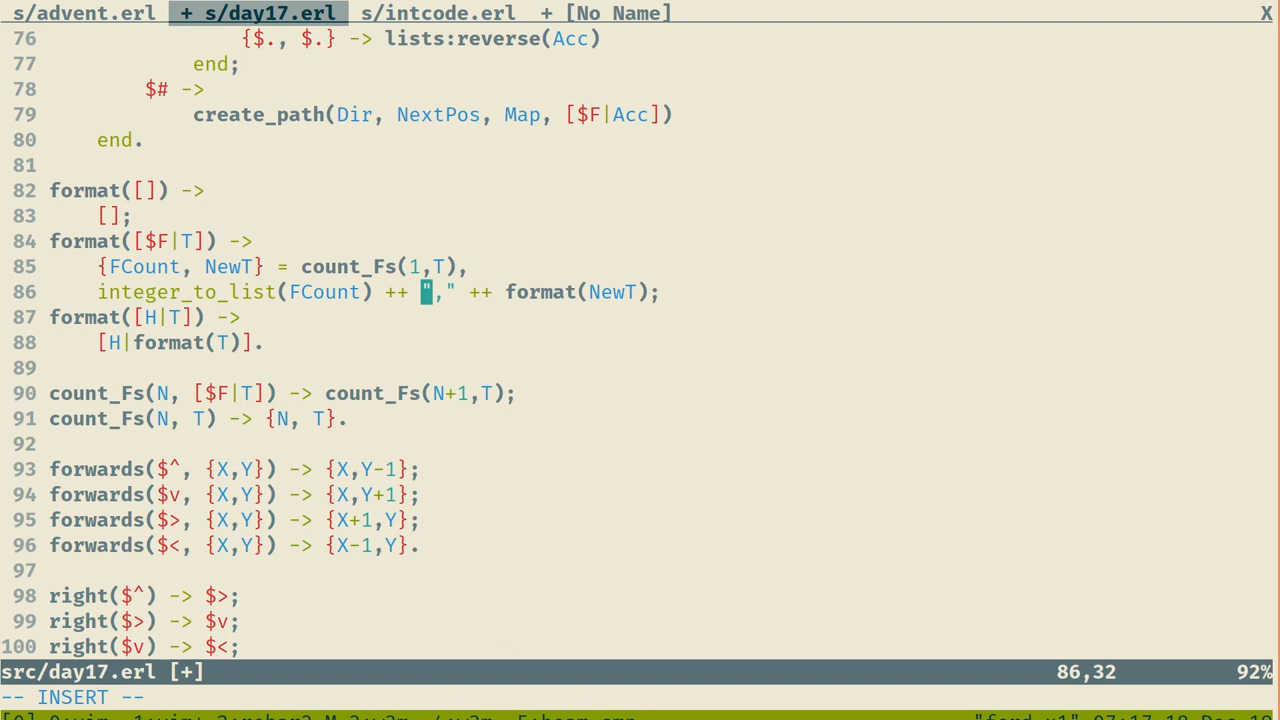 s/advent.erl + s/day17.erl s/intcode.erl + [No Name] X
76 {$., $.} -> lists:reverse(Acc)
77 end;
78 $# ->
79 create_path(Dir, NextPos, Map, [$F|Acc])
80 end.
81
82 format([]) ->
83 [];
84 format([$F|T]) ->
85 {FCount, NewT} = count_Fs(1,T),
86 integer_to_list(FCount) ++ "," ++ format(NewT);
87 format([H|T]) ->
88 [H|format(T)].
89
90 count_Fs(N, [$F|T]) -> count_Fs(N+1,T);
91 count_Fs(N, T) -> {N, T}.
92
93 forwards($^, {X,Y}) -> {X,Y-1};
94 forwards($v, {X,Y}) -> {X,Y+1};
95 forwards($>, {X,Y}) -> {X+1,Y};
96 forwards($<, {X,Y}) -> {X-1,Y}.
97
98 right($^) -> $>;
99 right($>) -> $v;
100 right($v) -> $<;
src/day17.erl [+] 86,32 92%
-- INSERT --